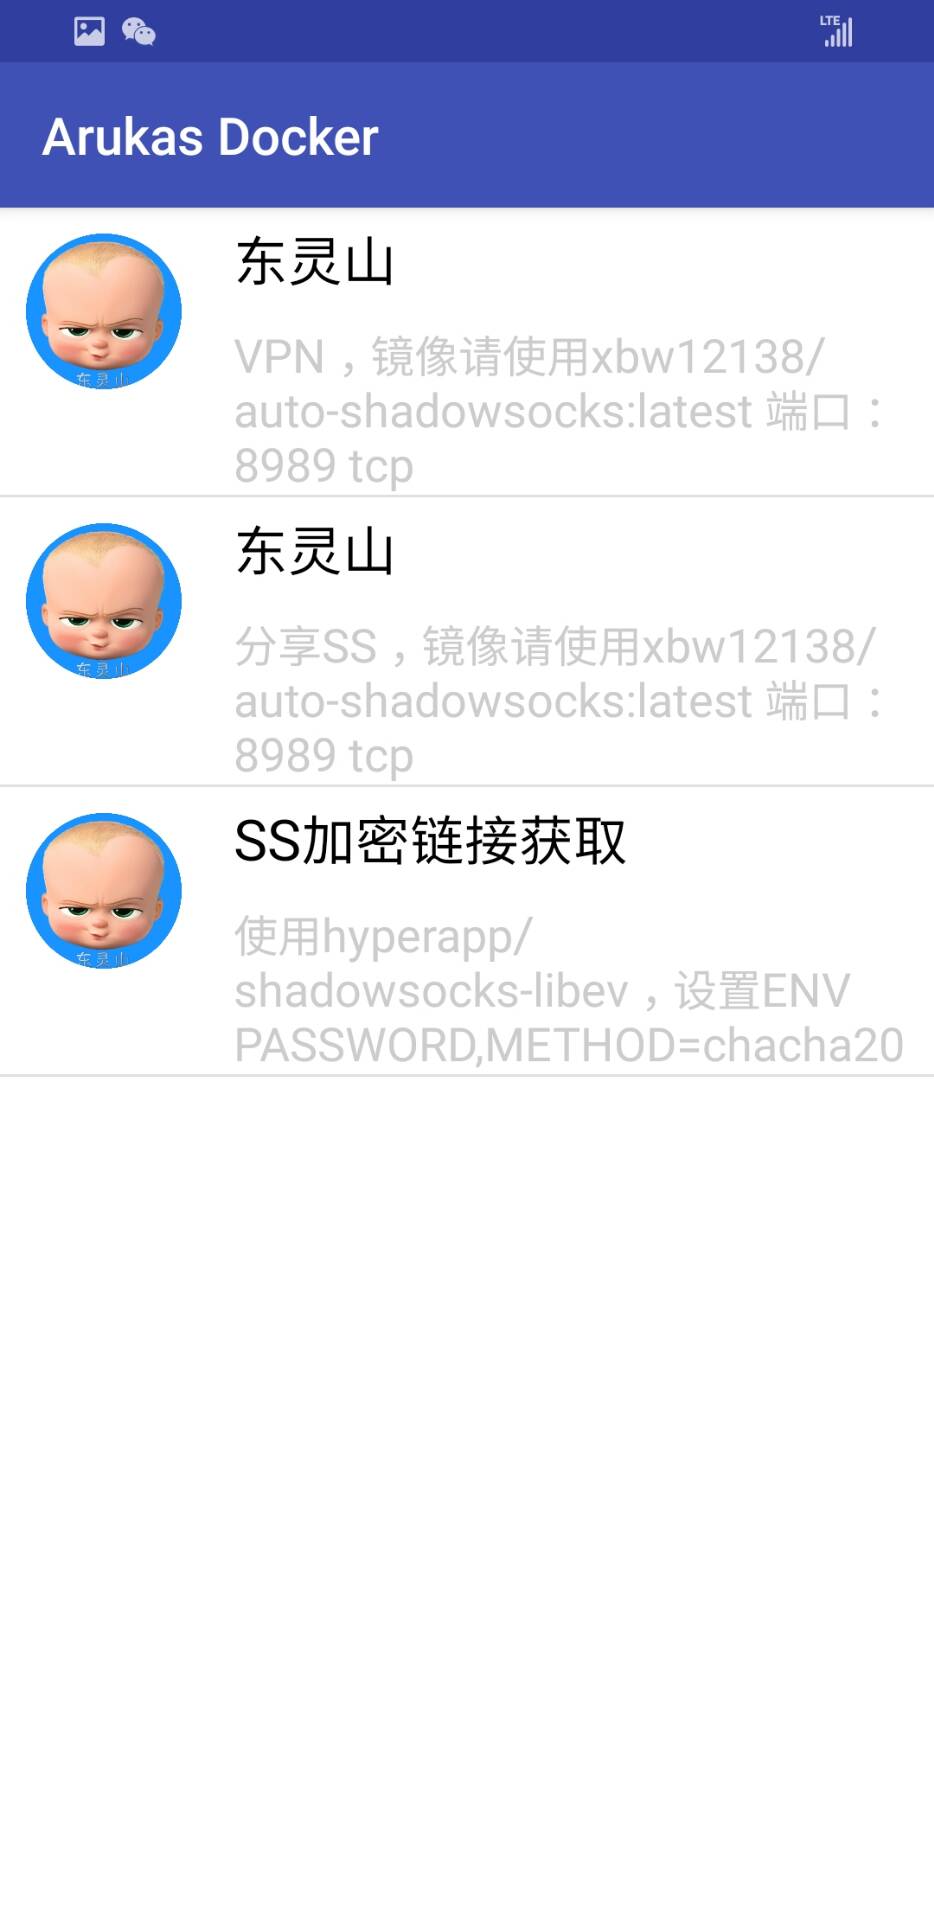 LTE
Arukas Docker
东灵山
VPN，镜像请使用xbw12138/
auto-shadowsocks:latest 端口：
8989 tcp
东灵山
东灵山
分享SS，镜像请使用xbw12138/
auto-shadowsocks:latest 端口：
8989 tcp
东灵山
SS加密链接获取
使用hyperapp/
shadowsocks-libev，设置ENV
PASSWORD,METHOD=chacha20
东灵山